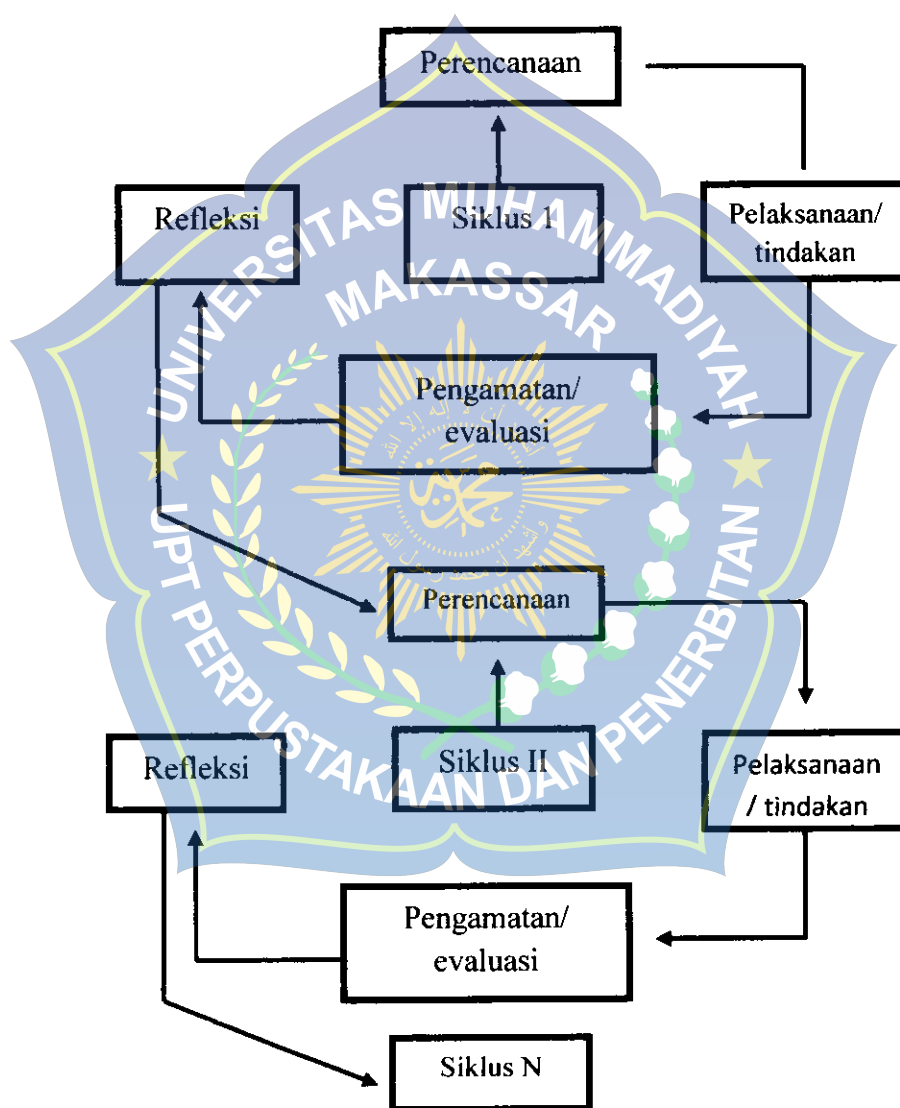 Perencanaan
Refleksi
Siklus 1
Pelaksanaan/
tindakan
Pengamatan/
evaluasi
Perencanaan
Refleksi
Siklus II
Pelaksanaan
/ tindakan
Pengamatan/
evaluasi
Siklus N
UNIVERSITAS MUHAMMADIYAH
MAKASSAR
UPT PERPUSTAKAAN DAN PENERBITAN